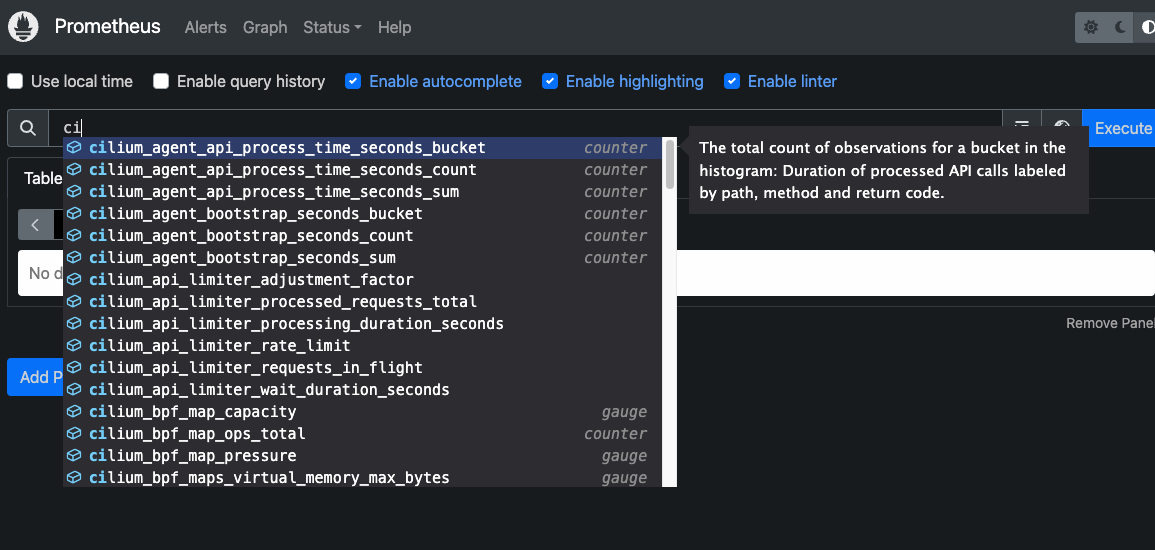 Prometheus Alerts Graph Status Help
Use local time Enable query history Enable autocomplete Enable highlighting Enable linter
ci Execute
cilium_agent_api_process_time_seconds_bucket counter
cilium_agent_api_process_time_seconds_count counter
cilium_agent_api_process_time_seconds_sum counter
cilium_agent_bootstrap_seconds_bucket counter
cilium_agent_bootstrap_seconds_count counter
cilium_agent_bootstrap_seconds_sum counter
cilium_api_limiter_adjustment_factor
cilium_api_limiter_processed_requests_total
cilium_api_limiter_processing_duration_seconds
cilium_api_limiter_rate_limit
cilium_api_limiter_requests_in_flight
cilium_api_limiter_wait_duration_seconds
cilium_bpf_map_capacity gauge
cilium_bpf_map_ops_total counter
cilium_bpf_map_pressure gauge
cilium_bpf_maps_virtual_memory_max_bytes gauge
The total count of observations for a bucket in the
histogram: Duration of processed API calls labeled
by path, method and return code.
Table
No d
Remove Panel
Add P